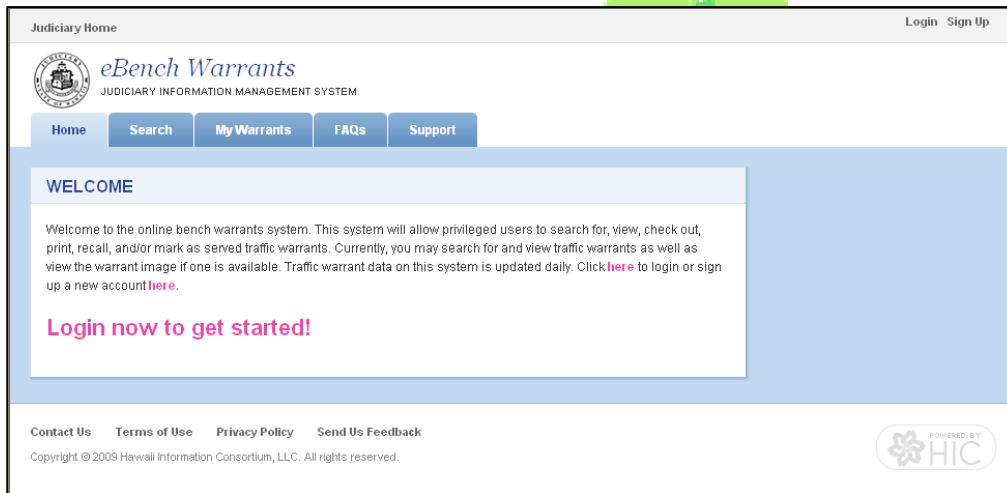 Judiciary Home
Login Sign Up
JUDICIARY
STATE OF HAWAII
eBench Warrants
JUDICIARY INFORMATION MANAGEMENT SYSTEM
Home Search My Warrants FAQs Support
WELCOME
Welcome to the online bench warrants system. This system will allow privileged users to search for, view, check out,
print, recall, and/or mark as served traffic warrants. Currently, you may search for and view traffic warrants as well as
view the warrant image if one is available. Traffic warrant data on this system is updated daily. Click here to login or sign
up a new account here.
Login now to get started!
Contact Us Terms of Use Privacy Policy Send Us Feedback
Copyright © 2009 Hawaii Information Consortium, LLC. All rights reserved.
POWERED BY
HIC